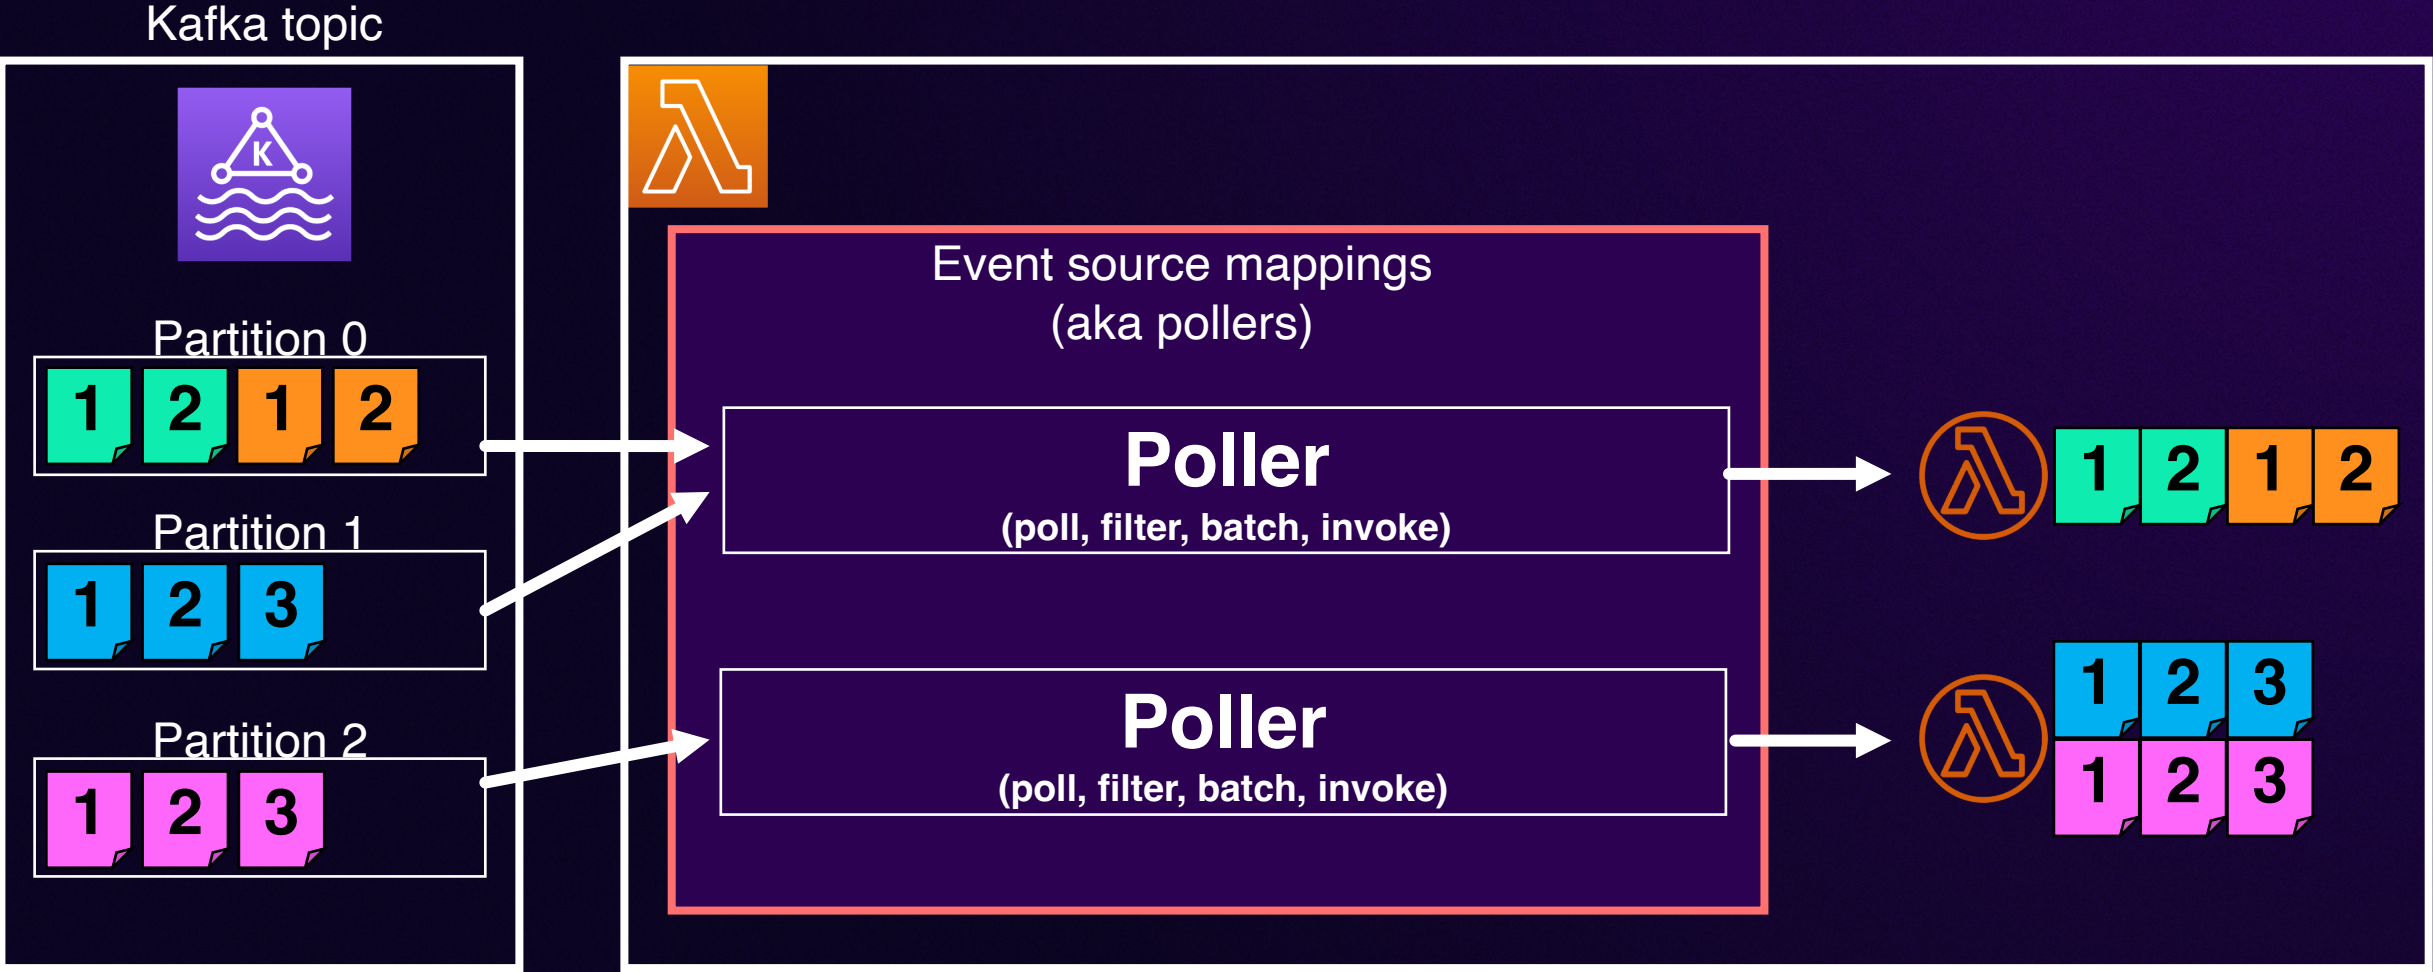 Kafka topic
K
Partition 0
1 2 1 2
Partition 1
1 2 3
Partition 2
1 2 3
Event source mappings
(aka pollers)
Poller
(poll, filter, batch, invoke)
Poller
(poll, filter, batch, invoke)
1 2 1 2
1 2 3
1 2 3